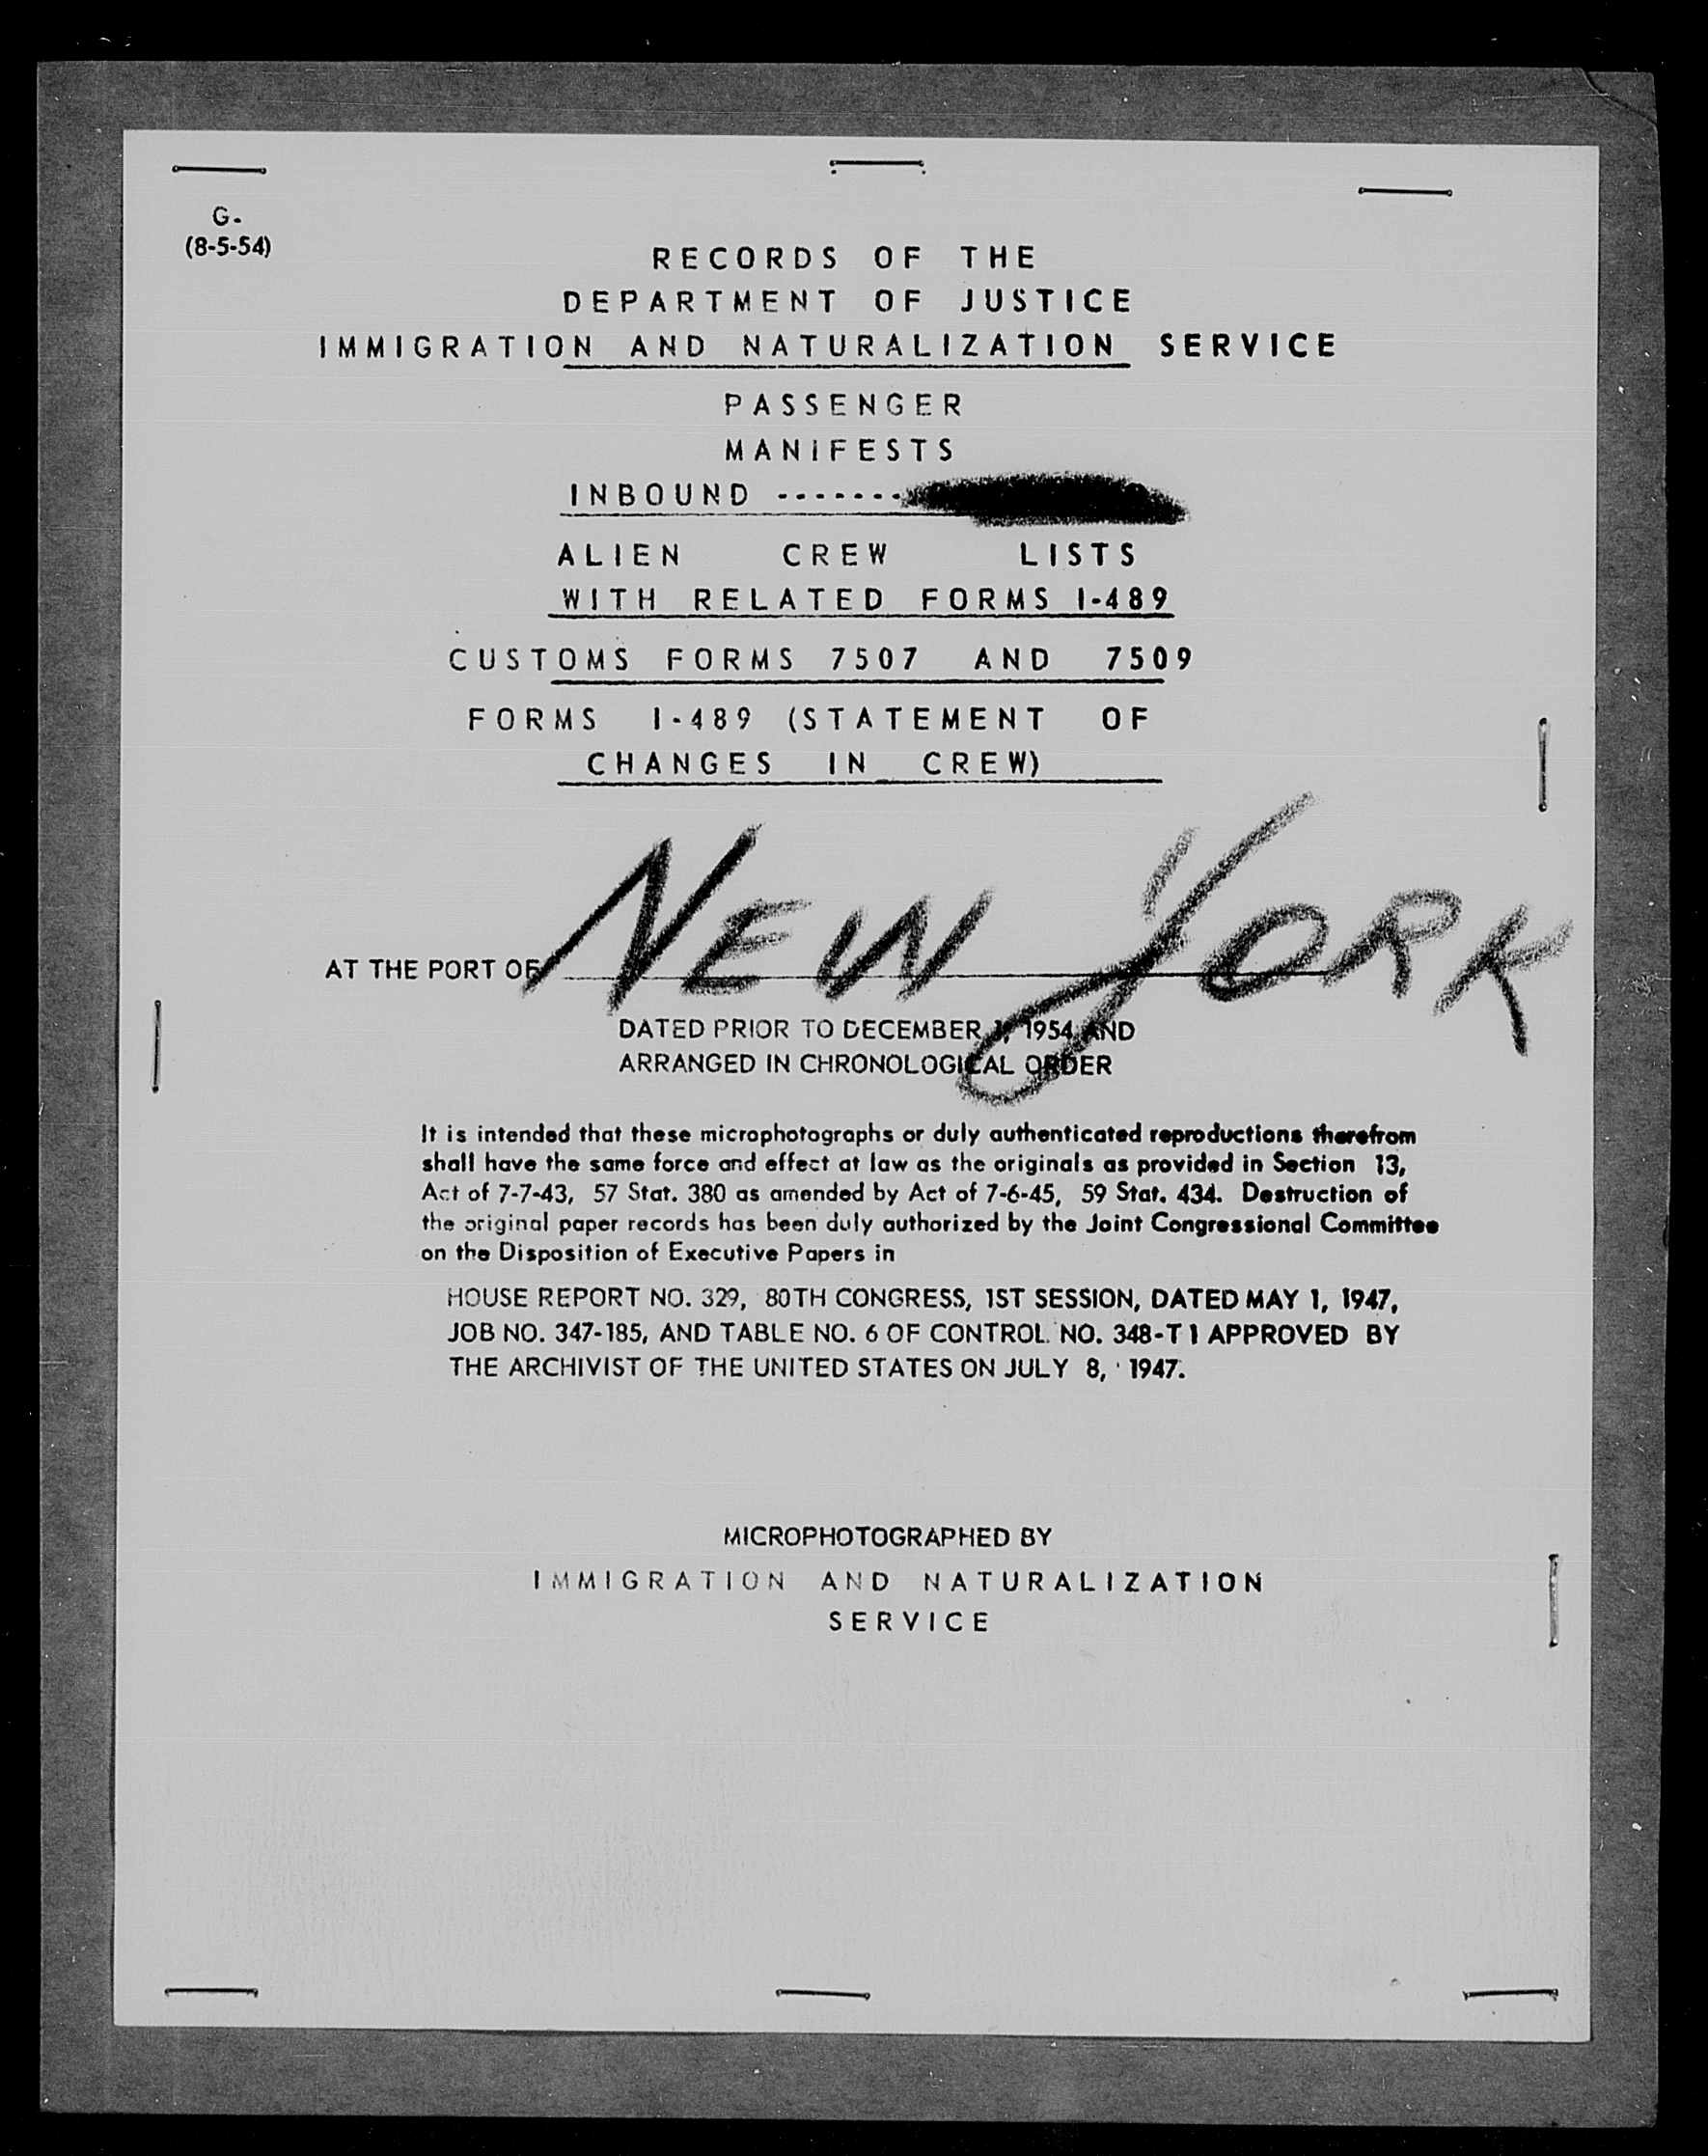 G-
(8-5-54)
RECORDS OF THE
DEPARTMENT OF JUSTICE
IMMIGRATION AND NATURALIZATION SERVICE
PASSENGER
MANIFESTS
INBOUND -------
ALIEN CREW LISTS
WITH RELATED FORMS I-489
CUSTOMS FORMS 7507 AND 7509
FORMS I-489 (STATEMENT OF
CHANGES IN CREW)
AT THE PORT OF NEW YORK
DATED PRIOR TO DECEMBER 1, 1954 AND
ARRANGED IN CHRONOLOGICAL ORDER
It is intended that these microphotographs or duly authenticated reproductions therefrom
shall have the same force and effect at law as the originals as provided in Section 13,
Act of 7-7-43, 57 Stat. 380 as amended by Act of 7-6-45, 59 Stat. 434. Destruction of
the original paper records has been duly authorized by the Joint Congressional Committee
on the Disposition of Executive Papers in
HOUSE REPORT NO. 329, 80TH CONGRESS, 1ST SESSION, DATED MAY 1, 1947,
JOB NO. 347-185, AND TABLE NO. 6 OF CONTROL NO. 348-T1 APPROVED BY
THE ARCHIVIST OF THE UNITED STATES ON JULY 8, 1947.
MICROPHOTOGRAPHED BY
IMMIGRATION AND NATURALIZATION
SERVICE